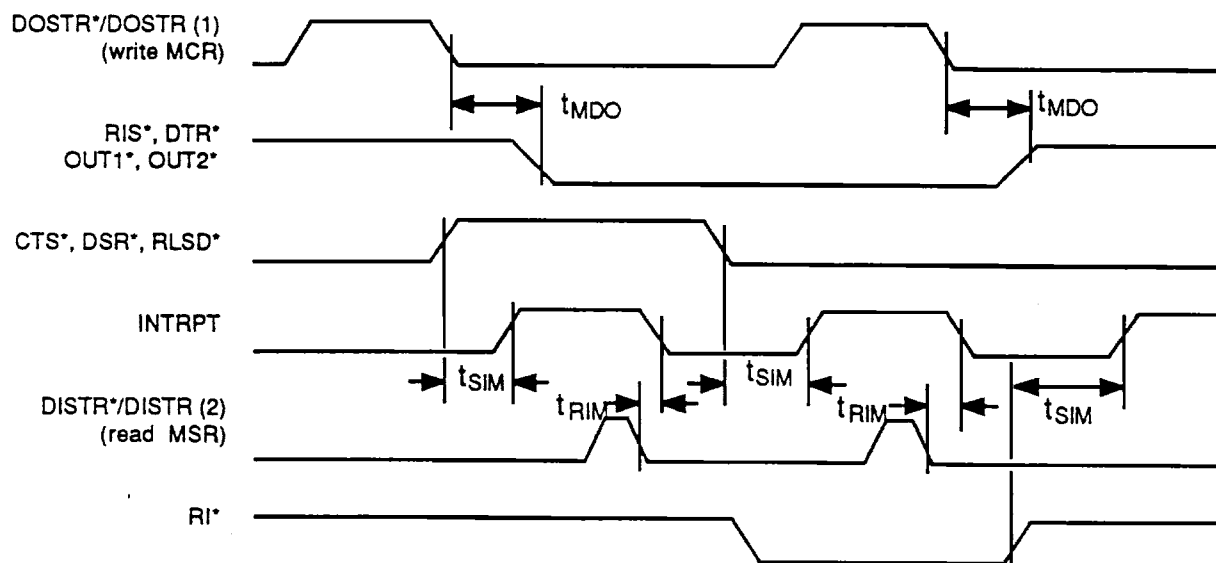 DOSTR*/DOSTR (1)
(write MCR)
tMDO
tMDO
RIS*, DTR*
OUT1*, OUT2*
CTS*, DSR*, RLSD*
INTRPT
tSIM
tSIM
tRIM
tRIM
tSIM
DISTR*/DISTR (2)
(read MSR)
RI*